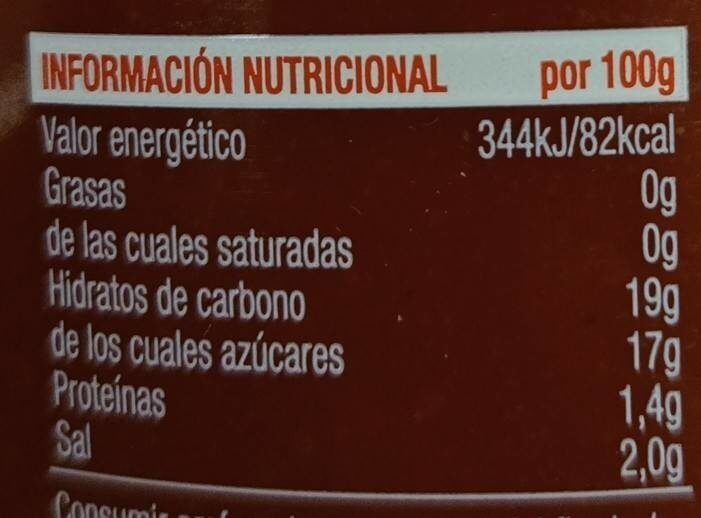 INFORMACIÓN NUTRICIONAL por 100g
Valor energético 344kJ/82kcal
Grasas 0g
de las cuales saturadas 0g
Hidratos de carbono 19g
de los cuales azúcares 17g
Proteínas 1,4g
Sal 2,0g
Consumir